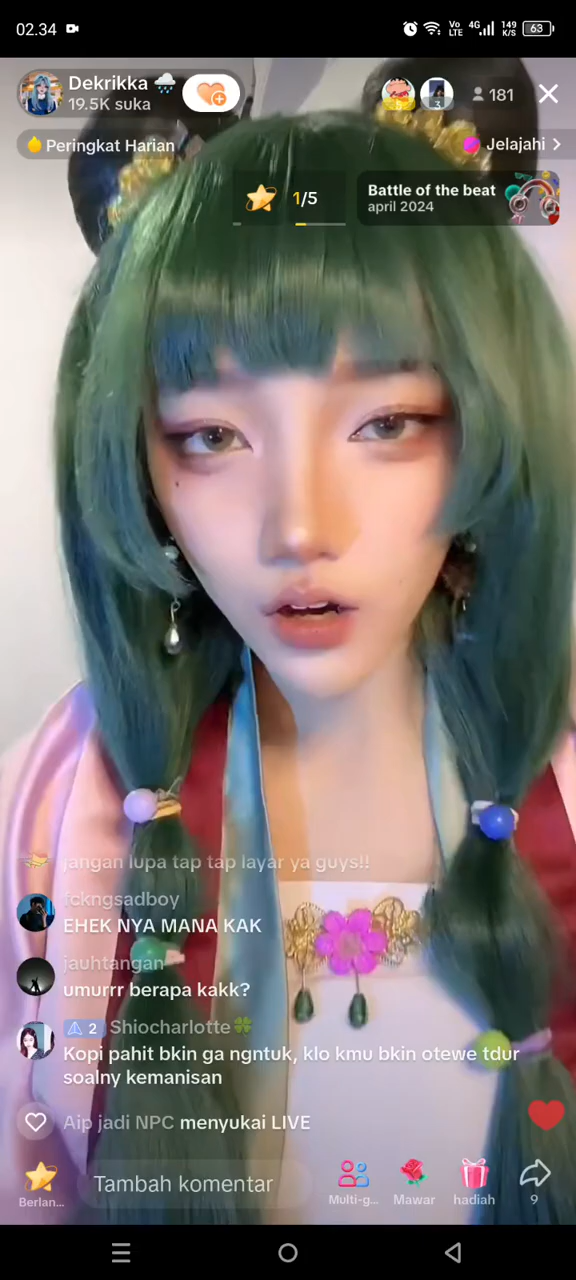 02.34
Vo LTE 4G 149 K/S 63
Dekrikka
19.5K suka
3
181
Peringkat Harian
Jelajahi >
1/5
Battle of the beat
april 2024
jangan lupa tap tap layar ya guys!!
fckngsadboy
EHEK NYA MANA KAK
jauhtangan
umurrr berapa kakk?
2 Shiocharlotte🍀
Kopi pahit bkin ga ngntuk, klo kmu bkin otewe tdur
soalny kemanisan
Aip jadi NPC menyukai LIVE
Tambah komentar
Berlan... Multi-g... Mawar hadiah 9